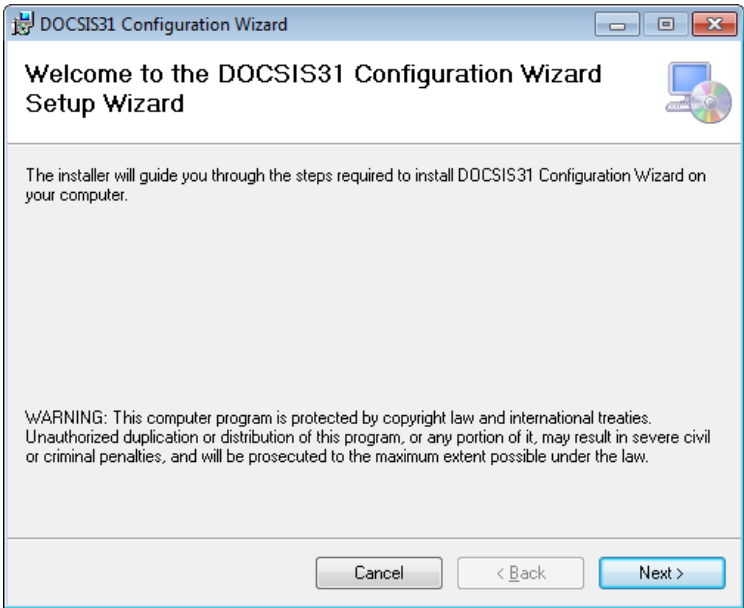 DOCSIS31 Configuration Wizard
Welcome to the DOCSIS31 Configuration Wizard
Setup Wizard
The installer will guide you through the steps required to install DOCSIS31 Configuration Wizard on
your computer.
WARNING: This computer program is protected by copyright law and international treaties.
Unauthorized duplication or distribution of this program, or any portion of it, may result in severe civil
or criminal penalties, and will be prosecuted to the maximum extent possible under the law.
Cancel
< Back
Next >